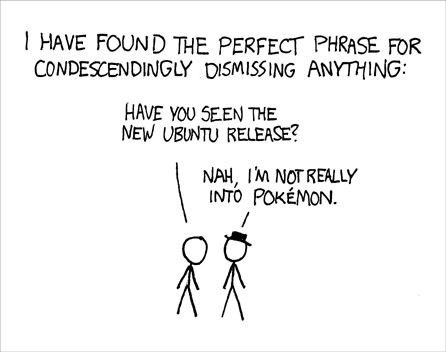 I HAVE FOUND THE PERFECT PHRASE FOR
CONDESCENDINGLY DISMISSING ANYTHING:
HAVE YOU SEEN THE
NEW UBUNTU RELEASE?
NAH, I'M NOT REALLY
INTO POKÉMON.